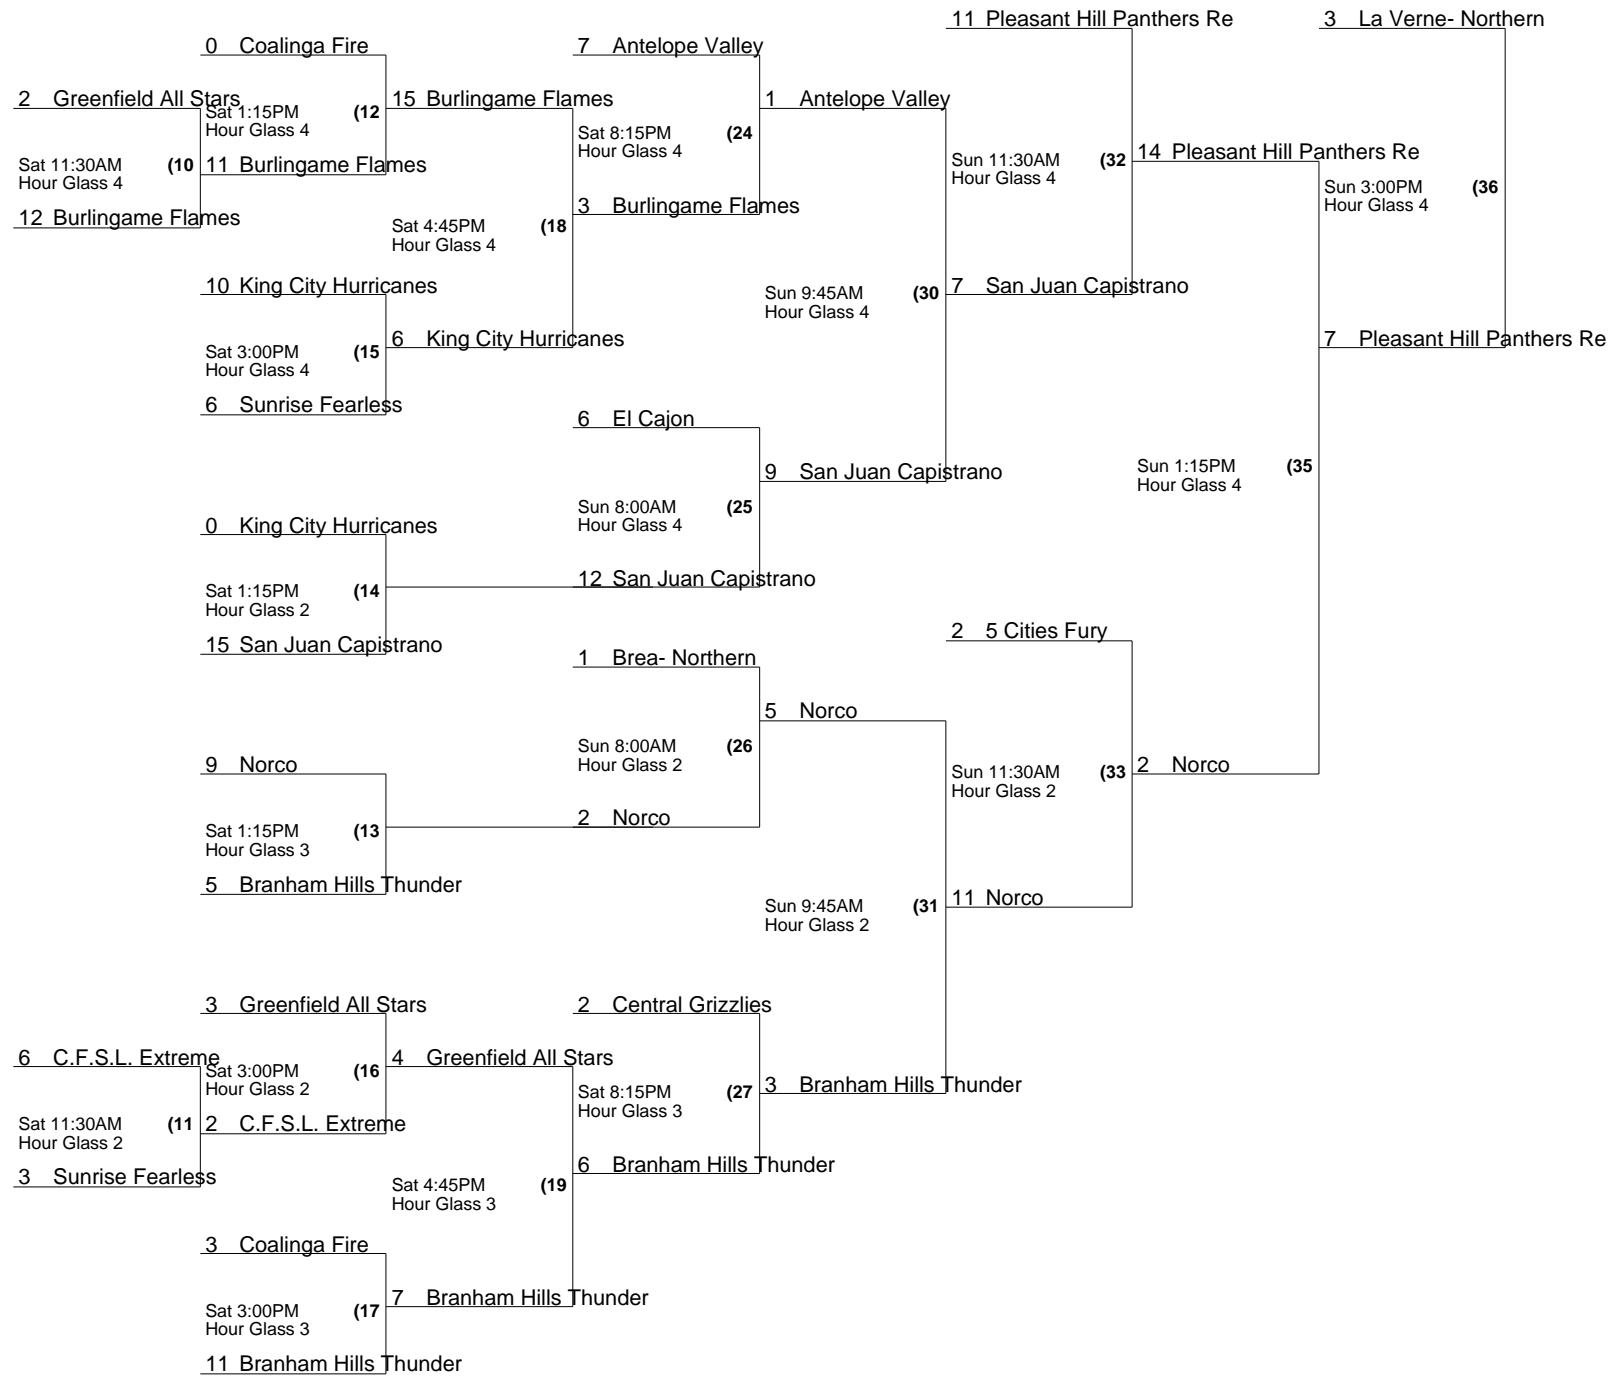 11 Pleasant Hill Panthers Re
3 La Verne- Northern
0 Coalinga Fire
7 Antelope Valley
2 Greenfield All Stars
Sat 1:15PM (12
Hour Glass 4
15 Burlingame Flames
1 Antelope Valley
Sat 8:15PM (24
Hour Glass 4
Sat 11:30AM (10
Hour Glass 4
11 Burlingame Flames
Sun 11:30AM (32
Hour Glass 4
14 Pleasant Hill Panthers Re
Sun 3:00PM (36
Hour Glass 4
12 Burlingame Flames
3 Burlingame Flames
Sat 4:45PM (18
Hour Glass 4
10 King City Hurricanes
Sun 9:45AM (30
Hour Glass 4
7 San Juan Capistrano
Sat 3:00PM (15
Hour Glass 4
6 King City Hurricanes
7 Pleasant Hill Panthers Re
6 Sunrise Fearless
6 El Cajon
9 San Juan Capistrano
Sun 1:15PM (35
Hour Glass 4
Sun 8:00AM (25
Hour Glass 4
0 King City Hurricanes
Sat 1:15PM (14
Hour Glass 2
12 San Juan Capistrano
15 San Juan Capistrano
2 5 Cities Fury
1 Brea- Northern
5 Norco
Sun 8:00AM (26
Hour Glass 2
9 Norco
Sun 11:30AM (33
Hour Glass 2
2 Norco
2 Norco
Sat 1:15PM (13
Hour Glass 3
5 Branham Hills Thunder
Sun 9:45AM (31
Hour Glass 2
11 Norco
3 Greenfield All Stars
2 Central Grizzlies
6 C.F.S.L. Extreme
Sat 3:00PM (16
Hour Glass 2
4 Greenfield All Stars
Sat 8:15PM (27
Hour Glass 3
3 Branham Hills Thunder
Sat 11:30AM (11
Hour Glass 2
2 C.F.S.L. Extreme
3 Sunrise Fearless
6 Branham Hills Thunder
Sat 4:45PM (19
Hour Glass 3
3 Coalinga Fire
Sat 3:00PM (17
Hour Glass 3
7 Branham Hills Thunder
11 Branham Hills Thunder